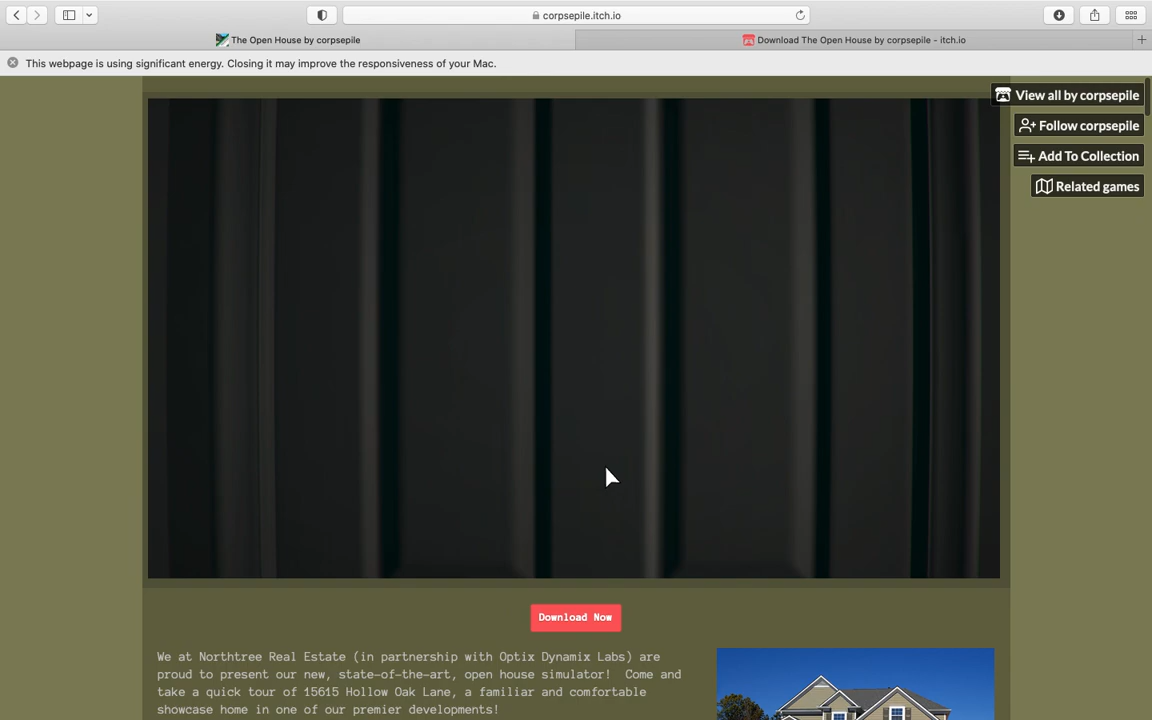 corpsepile.itch.io
The Open House by corpsepile
Download The Open House by corpsepile - itch.io
This webpage is using significant energy. Closing it may improve the responsiveness of your Mac.
View all by corpsepile
Follow corpsepile
Add To Collection
Related games
Download Now
We at Northtree Real Estate (in partnership with Optix Dynamix Labs) are
proud to present our new, state-of-the-art, open house simulator! Come and
take a quick tour of 15615 Hollow Oak Lane, a familiar and comfortable
showcase home in one of our premier developments!